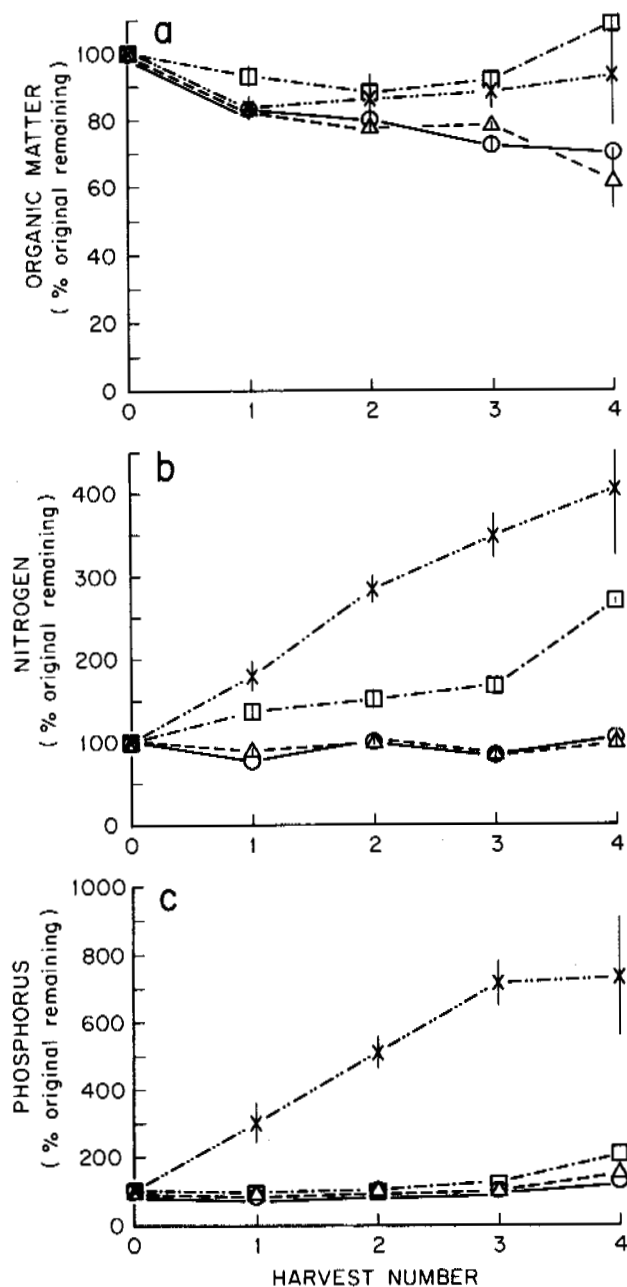 a
100
80
60
40
20
0
ORGANIC MATTER
( % original remaining )
0 1 2 3 4
b
400
300
200
100
0
NITROGEN
( % original remaining )
0 1 2 3 4
c
1000
800
600
400
200
0
PHOSPHORUS
( % original remaining )
0 1 2 3 4
HARVEST NUMBER